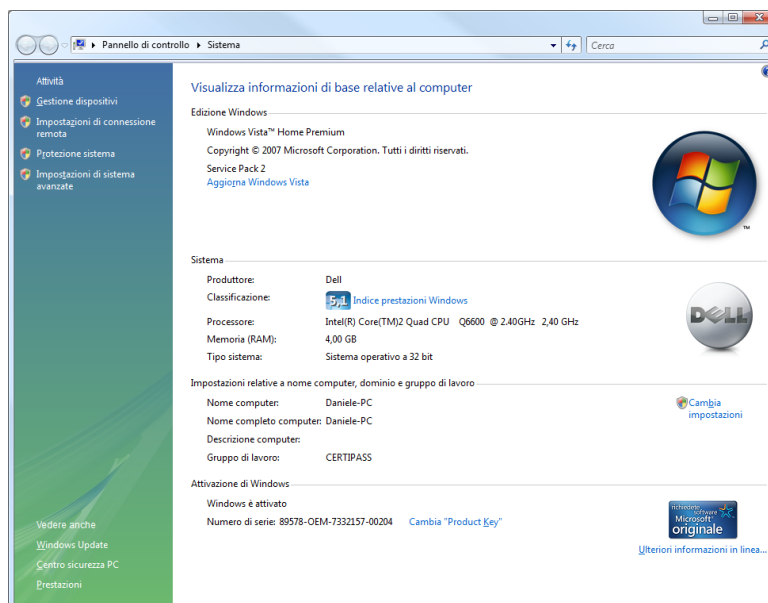 Pannello di controllo ▸ Sistema
Cerca
Attività
Gestione dispositivi
Impostazioni di connessione
remota
Protezione sistema
Impostazioni di sistema
avanzate
Vedere anche
Windows Update
Centro sicurezza PC
Prestazioni
Visualizza informazioni di base relative al computer
Edizione Windows
Windows Vista™ Home Premium
Copyright © 2007 Microsoft Corporation. Tutti i diritti riservati.
Service Pack 2
Aggiorna Windows Vista
TM
Sistema
Produttore: Dell
Classificazione: 5,1 Indice prestazioni Windows
Processore: Intel(R) Core(TM)2 Quad CPU Q6600 @ 2.40GHz 2,40 GHz
Memoria (RAM): 4,00 GB
Tipo sistema: Sistema operativo a 32 bit
DELL
Impostazioni relative a nome computer, dominio e gruppo di lavoro
Nome computer: Daniele-PC
Nome completo computer: Daniele-PC
Descrizione computer:
Gruppo di lavoro: CERTIPASS
Cambia
impostazioni
Attivazione di Windows
Windows è attivato
Numero di serie: 89578-OEM-7332157-00204 Cambia "Product Key"
richiedete
software
Microsoft
originale
Ulteriori informazioni in linea...